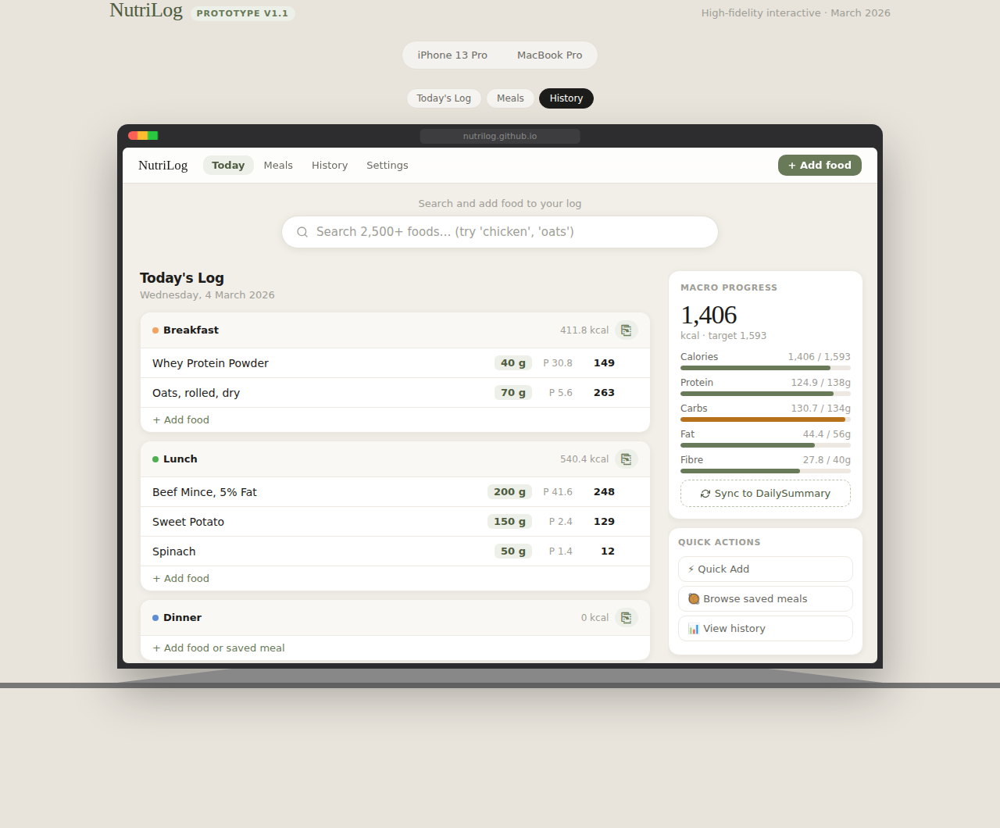 NutriLog PROTOTYPE V1.1
High-fidelity interactive · March 2026
iPhone 13 Pro MacBook Pro
Today's Log Meals History
nutrilog.github.io
NutriLog Today Meals History Settings + Add food
Search and add food to your log
Search 2,500+ foods… (try 'chicken', 'oats')
Today's Log
Wednesday, 4 March 2026
Breakfast 411.8 kcal
Whey Protein Powder 40 g P 30.8 149
Oats, rolled, dry 70 g P 5.6 263
+ Add food
Lunch 540.4 kcal
Beef Mince, 5% Fat 200 g P 41.6 248
Sweet Potato 150 g P 2.4 129
Spinach 50 g P 1.4 12
+ Add food
Dinner 0 kcal
+ Add food or saved meal
MACRO PROGRESS
1,406
kcal · target 1,593
Calories 1,406 / 1,593
Protein 124.9 / 138g
Carbs 130.7 / 134g
Fat 44.4 / 56g
Fibre 27.8 / 40g
Sync to DailySummary
QUICK ACTIONS
⚡ Quick Add
🥘 Browse saved meals
📊 View history